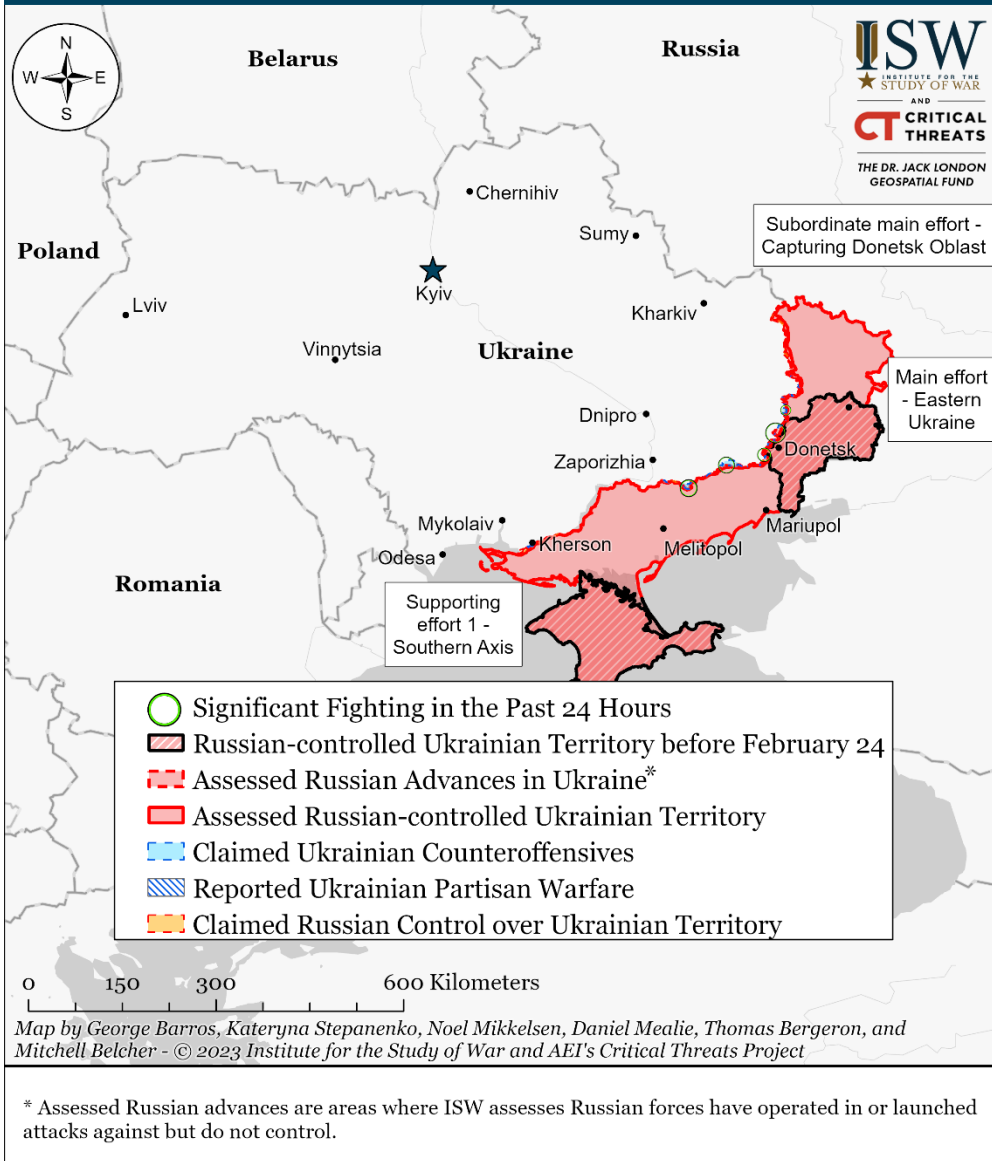 N
W E
S
Belarus
Russia
ISW
INSTITUTE FOR THE
STUDY OF WAR
AND
CT CRITICAL
THREATS
THE DR. JACK LONDON
GEOSPATIAL FUND
Chernihiv
Subordinate main effort -
Capturing Donetsk Oblast
Sumy
Poland
Kyiv
Lviv
Kharkiv
Vinnytsia
Ukraine
Main effort
- Eastern
Ukraine
Dnipro
Donetsk
Zaporizhia
Mykolaiv
Mariupol
Kherson
Melitopol
Odesa
Romania
Supporting
effort 1 -
Southern Axis
Significant Fighting in the Past 24 Hours
Russian-controlled Ukrainian Territory before February 24
Assessed Russian Advances in Ukraine*
Assessed Russian-controlled Ukrainian Territory
Claimed Ukrainian Counteroffensives
Reported Ukrainian Partisan Warfare
Claimed Russian Control over Ukrainian Territory
0 150 300 600 Kilometers
Map by George Barros, Kateryna Stepanenko, Noel Mikkelsen, Daniel Mealie, Thomas Bergeron, and
Mitchell Belcher - © 2023 Institute for the Study of War and AEI's Critical Threats Project
* Assessed Russian advances are areas where ISW assesses Russian forces have operated in or launched
attacks against but do not control.